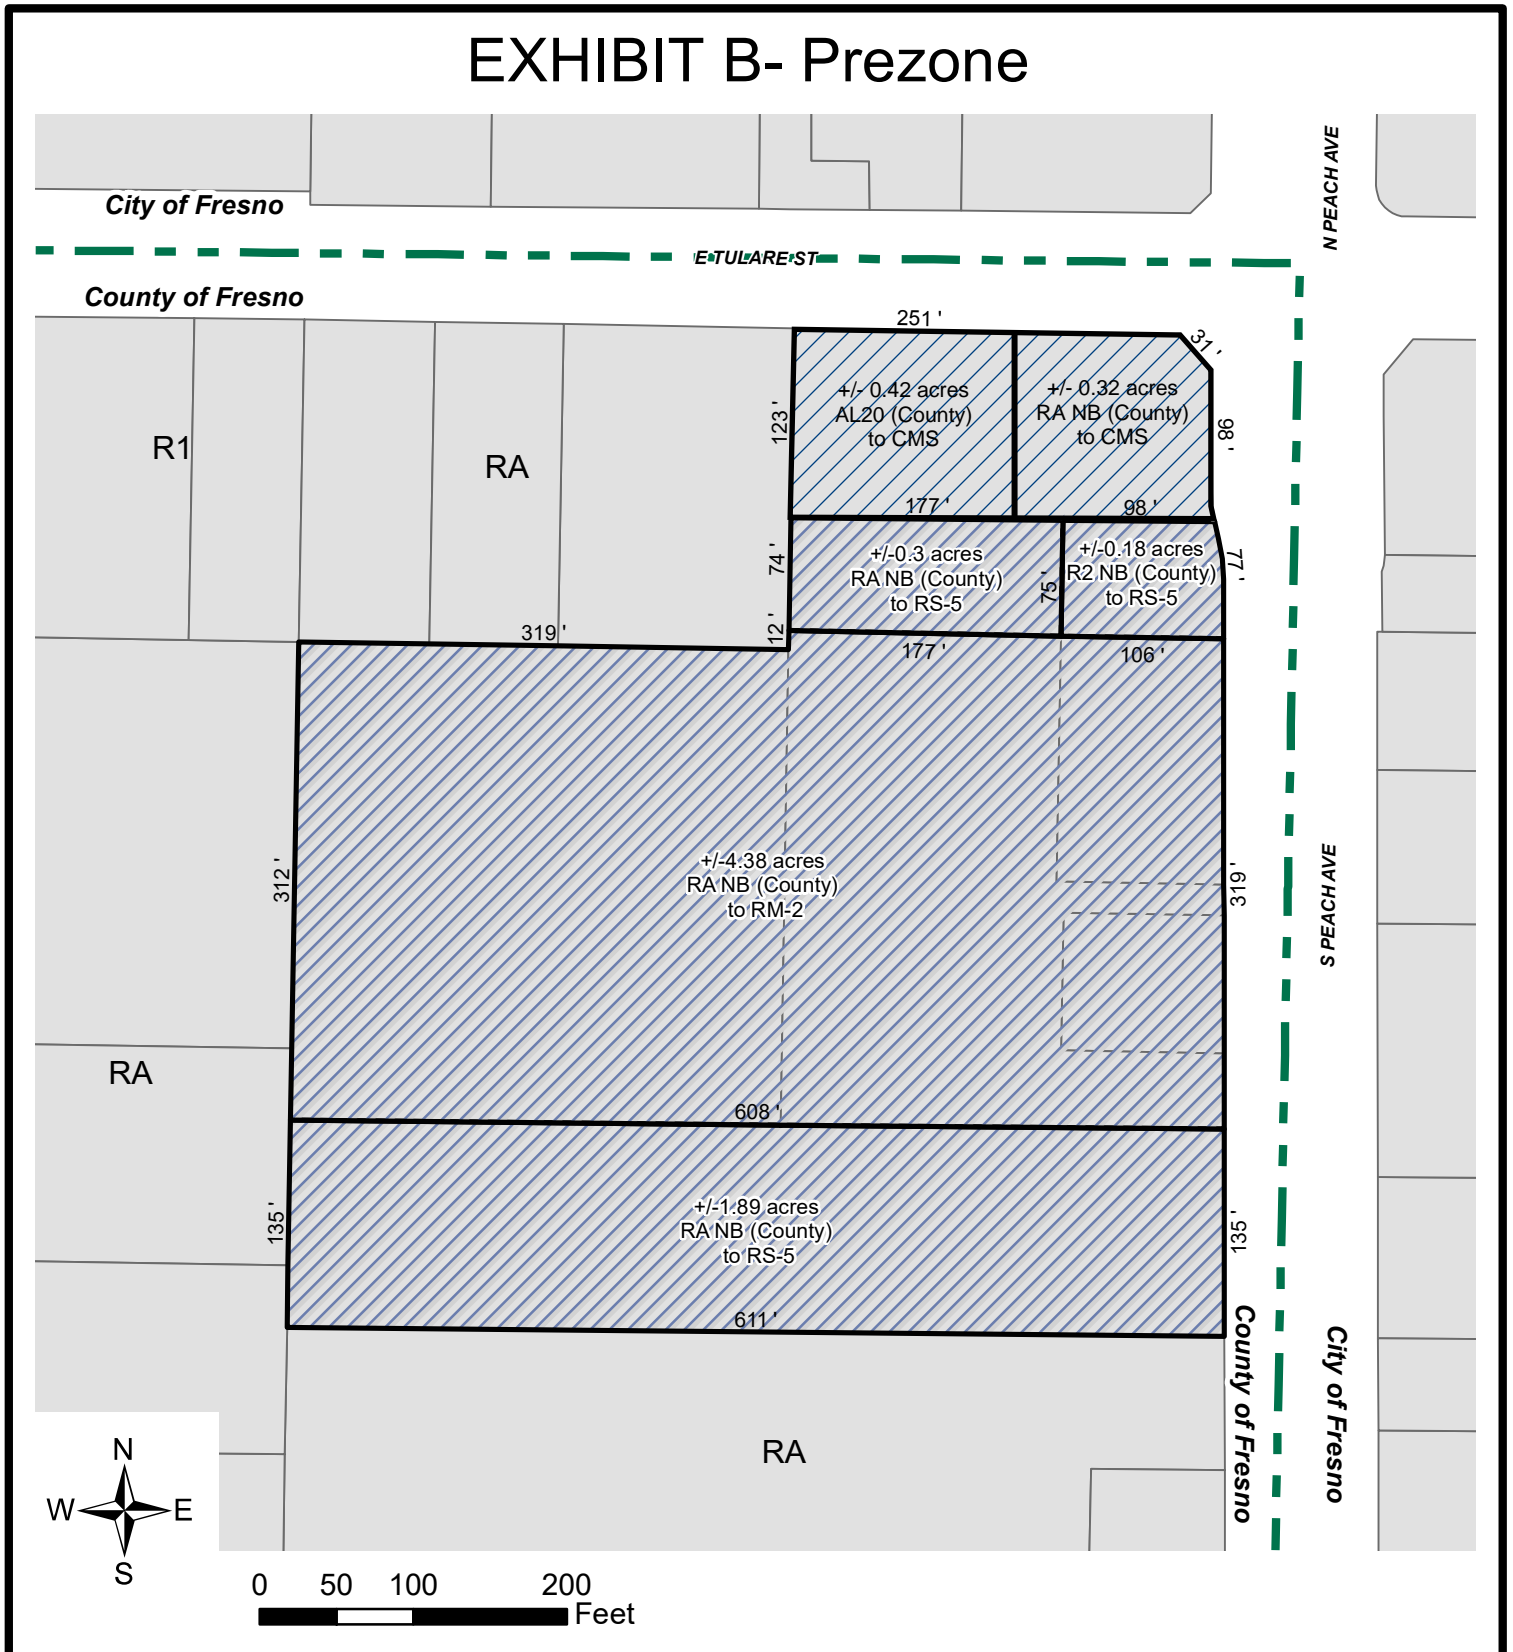 EXHIBIT B- Prezone
N PEACH AVE
City of Fresno
E TULARE ST
County of Fresno
251 '
31 '
+/- 0.42 acres
AL20 (County)
to CMS
+/- 0.32 acres
RA NB (County)
to CMS
123 '
98 '
R1
RA
177 '
98 '
74 '
+/-0.3 acres
RA NB (County)
to RS-5
75 '
+/-0.18 acres
R2 NB (County)
to RS-5
77 '
319 '
12 '
177 '
106 '
312 '
+/-4.38 acres
RA NB (County)
to RM-2
319 '
S PEACH AVE
RA
608 '
135 '
+/-1.89 acres
RA NB (County)
to RS-5
135 '
611 '
County of Fresno
City of Fresno
RA
N
W E
S
0 50 100 200
Feet